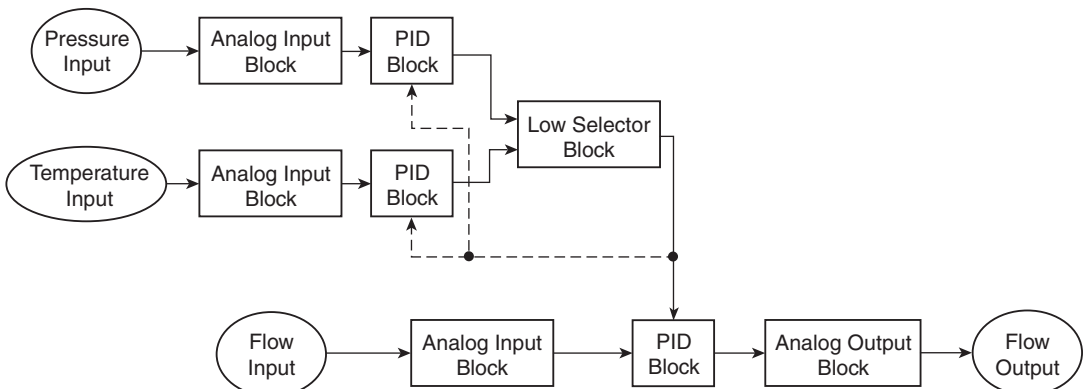 Pressure
Input
Analog Input
Block
PID
Block
Low Selector
Block
Temperature
Input
Analog Input
Block
PID
Block
Flow
Input
Analog Input
Block
PID
Block
Analog Output
Block
Flow
Output